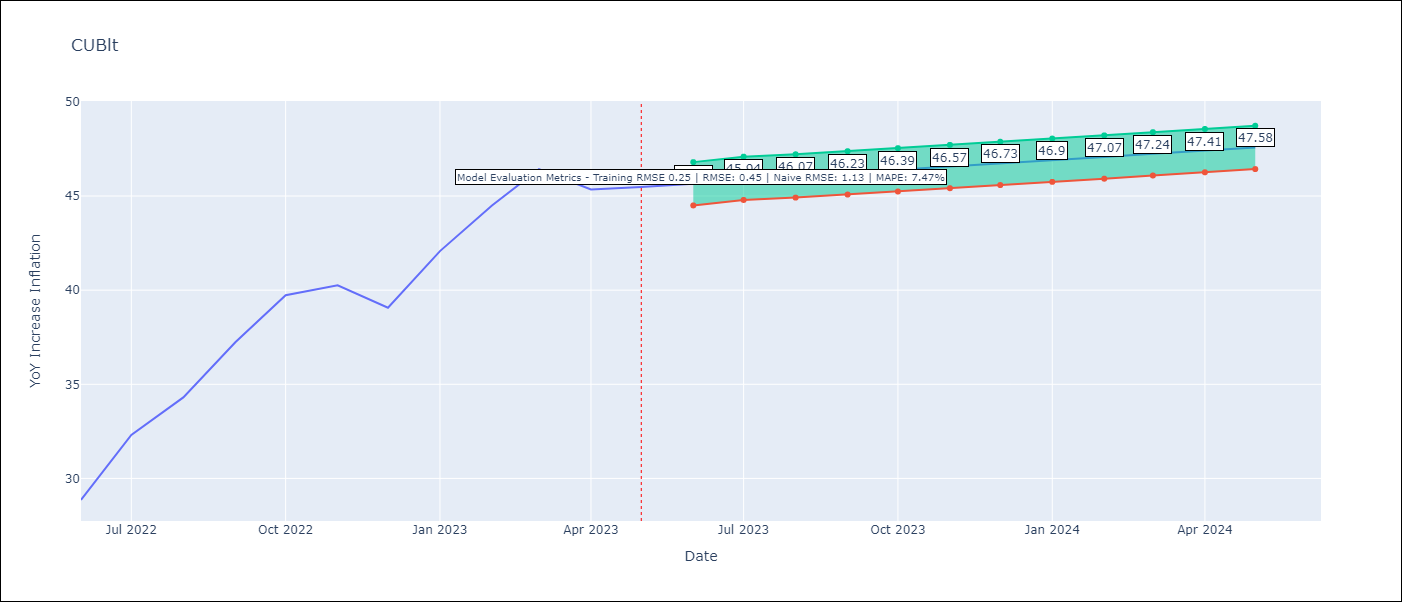 CUBlt
50
45
40
35
30
YoY Increase Inflation
46.07
46.23
46.39
46.57
46.73
46.9
47.07
47.24
47.41
47.58
Model Evaluation Metrics - Training RMSE 0.25 | RMSE: 0.45 | Naive RMSE: 1.13 | MAPE: 7.47%
Jul 2022
Oct 2022
Jan 2023
Apr 2023
Jul 2023
Oct 2023
Jan 2024
Apr 2024
Date